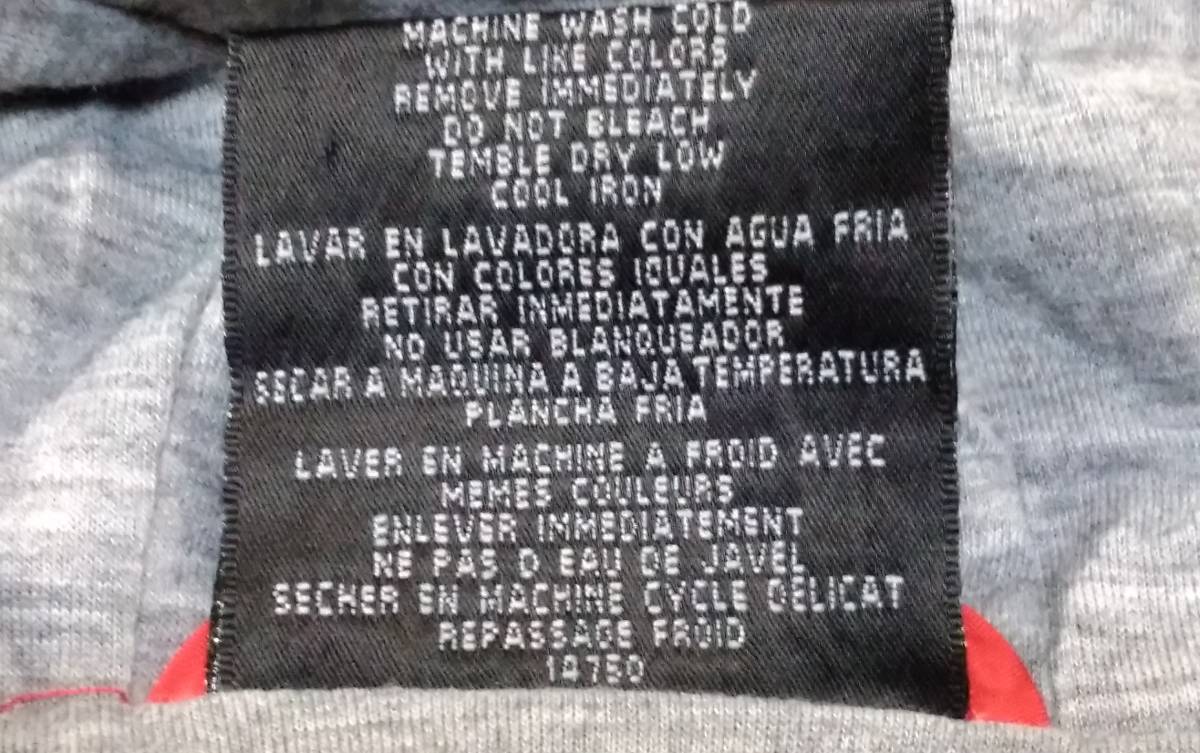 MACHINE WASH COLD
WITH LIKE COLORS
REMOVE IMMEDIATELY
DO NOT BLEACH
TEMBLE DRY LOW
COOL IRON
LAVAR EN LAVADORA CON AGUA FRIA
CON COLORES IGUALES
RETIRAR INMEDIATAMENTE
NO USAR BLANQUEADOR
SECAR A MAQUINA A BAJA TEMPERATURA
PLANCHA FRIA
LAVER EN MACHINE A FROID AVEC
MEMES COULEURS
ENLEVER IMMEDIATEMENT
NE PAS D EAU DE JAVEL
SECHER EN MACHINE CYCLE DELICAT
REPASSAGE FROID
14750